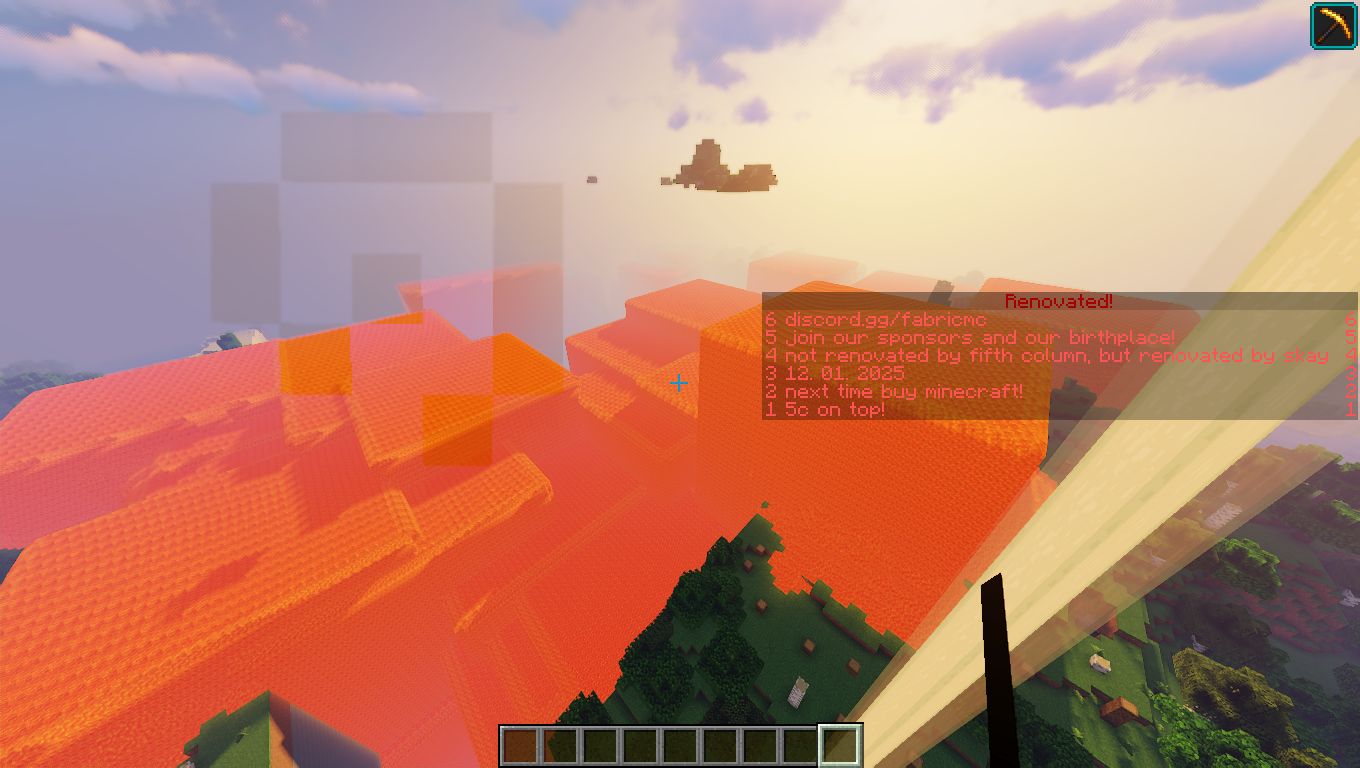 Renovated!
6 discord.gg/fabricmc 6
5 join our sponsors and our birthplace! 5
4 not renovated by fifth column, but renovated by skay 4
3 12. 01. 2025 3
2 next time buy minecraft! 2
1 5c on top! 1